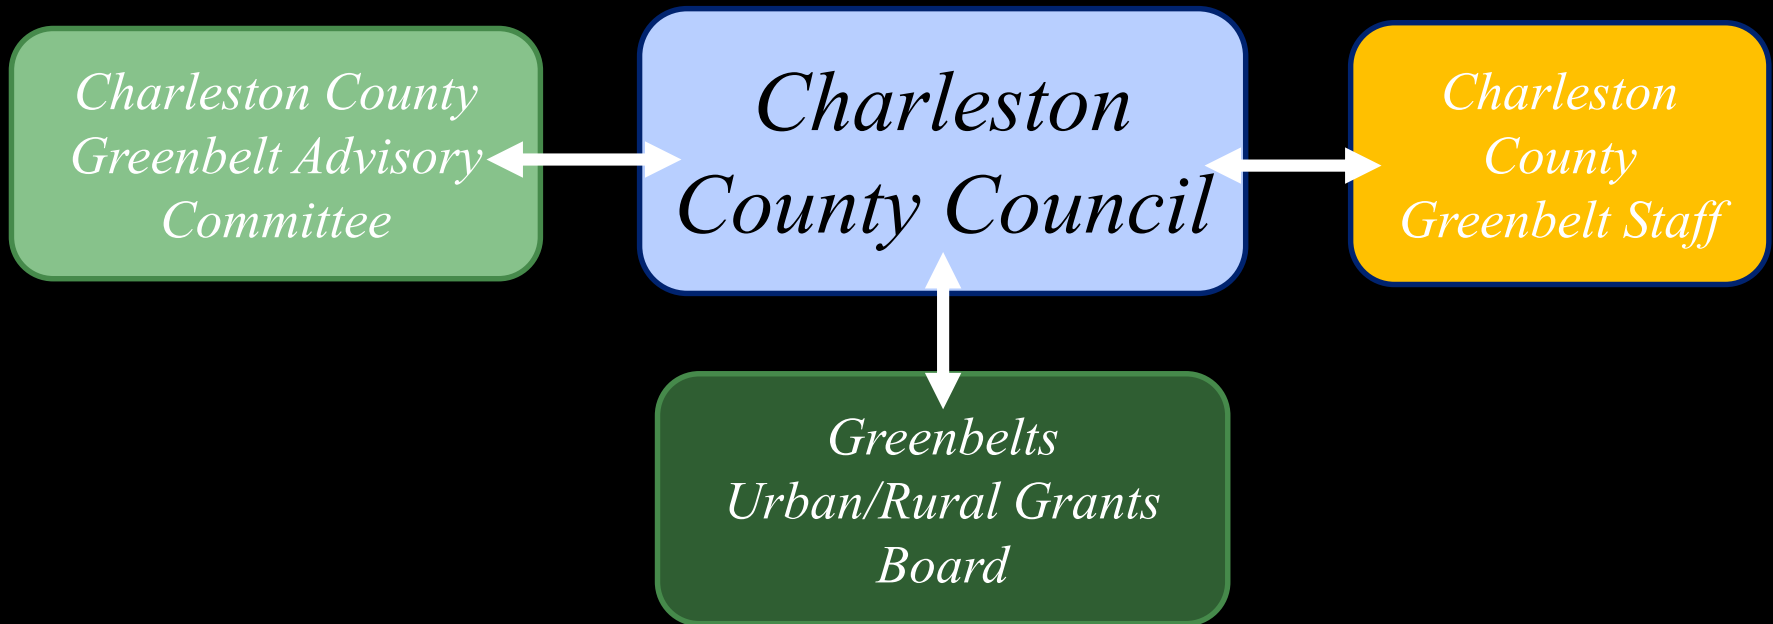 Charleston County
Greenbelt Advisory
Committee
Charleston
County Council
Charleston
County
Greenbelt Staff
Greenbelts
Urban/Rural Grants
Board